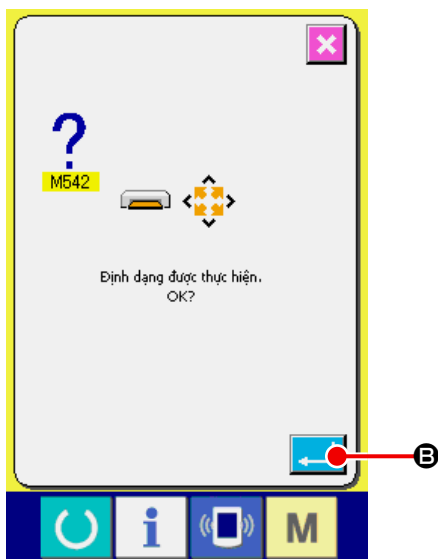 ?
M542
Định dạng được thực hiện.
OK?
B
i
M